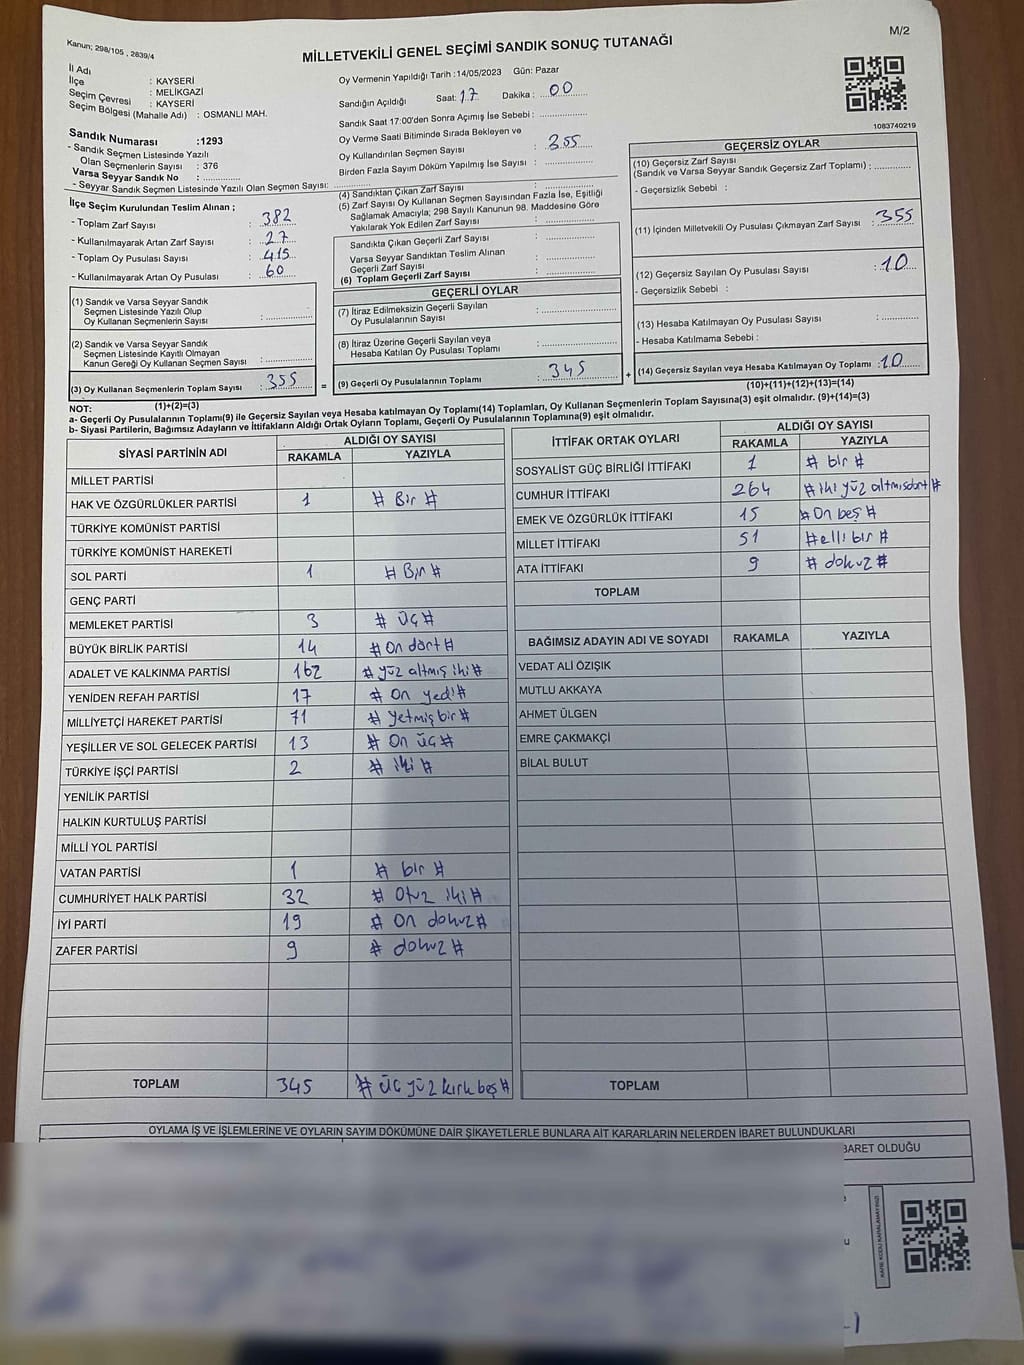 M/2
Kanun; 298/105 , 2839/4
MİLLETVEKİLİ GENEL SEÇİMİ SANDIK SONUÇ TUTANAĞI
İl Adı : KAYSERİ
İlçe : MELİKGAZİ
Seçim Çevresi : KAYSERİ
Seçim Bölgesi (Mahalle Adı) : OSMANLI MAH.
Sandık Numarası :1293
- Sandık Seçmen Listesinde Yazılı
Olan Seçmenlerin Sayısı : 376
Varsa Seyyar Sandık No : ..............
- Seyyar Sandık Seçmen Listesinde Yazılı Olan Seçmen Sayısı: ..............
Oy Vermenin Yapıldığı Tarih :14/05/2023 Gün: Pazar
Sandığın Açıldığı Saat: 17 Dakika : 00
Sandık Saat 17:00'den Sonra Açımış İse Sebebi : ..............
Oy Verme Saati Bitiminde Sırada Bekleyen ve
Oy Kullandırılan Seçmen Sayısı : 355
Birden Fazla Sayım Döküm Yapılmış İse Sayısı : ..............
1083740219
İlçe Seçim Kurulundan Teslim Alınan ;
- Toplam Zarf Sayısı : 382
- Kullanılmayarak Artan Zarf Sayısı : 27
- Toplam Oy Pusulası Sayısı : 415
- Kullanılmayarak Artan Oy Pusulası : 60
(4) Sandıktan Çıkan Zarf Sayısı : ..............
(5) Zarf Sayısı Oy Kullanan Seçmen Sayısından Fazla İse, Eşitliği
Sağlamak Amacıyla; 298 Sayılı Kanunun 98. Maddesine Göre
Yakılarak Yok Edilen Zarf Sayısı : ..............
Sandıkta Çıkan Geçerli Zarf Sayısı : ..............
Varsa Seyyar Sandıktan Teslim Alınan
Geçerli Zarf Sayısı : ..............
(6) Toplam Geçerli Zarf Sayısı : ..............
GEÇERSİZ OYLAR
(10) Geçersiz Zarf Sayısı
(Sandık ve Varsa Seyyar Sandık Geçersiz Zarf Toplamı) : ..............
- Geçersizlik Sebebi :
(11) İçinden Milletvekili Oy Pusulası Çıkmayan Zarf Sayısı : 355
(12) Geçersiz Sayılan Oy Pusulası Sayısı : 10
- Geçersizlik Sebebi :
(13) Hesaba Katılmayan Oy Pusulası Sayısı : ..............
- Hesaba Katılmama Sebebi :
(14) Geçersiz Sayılan veya Hesaba Katılmayan Oy Toplamı : 10
(10)+(11)+(12)+(13)=(14)
(1) Sandık ve Varsa Seyyar Sandık
Seçmen Listesinde Yazılı Olup
Oy Kullanan Seçmenlerin Sayısı : ..............
(2) Sandık ve Varsa Seyyar Sandık
Seçmen Listesinde Kayıtlı Olmayan
Kanun Gereği Oy Kullanan Seçmen Sayısı : ..............
(3) Oy Kullanan Seçmenlerin Toplam Sayısı : 355 =
(1)+(2)=(3)
GEÇERLİ OYLAR
(7) İtiraz Edilmeksizin Geçerli Sayılan
Oy Pusulalarının Sayısı : ..............
(8) İtiraz Üzerine Geçerli Sayılan veya
Hesaba Katılan Oy Pusulası Toplamı : ..............
(9) Geçerli Oy Pusulalarının Toplamı : 345 +
NOT:
a- Geçerli Oy Pusulalarının Toplamı(9) ile Geçersiz Sayılan veya Hesaba katılmayan Oy Toplamı(14) Toplamları, Oy Kullanan Seçmenlerin Toplam Sayısına(3) eşit olmalıdır. (9)+(14)=(3)
b- Siyasi Partilerin, Bağımsız Adayların ve İttifakların Aldığı Ortak Oyların Toplamı, Geçerli Oy Pusulalarının Toplamına(9) eşit olmalıdır.
SİYASİ PARTİNİN ADI ALDIĞI OY SAYISI
RAKAMLA YAZIYLA
MİLLET PARTİSİ
HAK VE ÖZGÜRLÜKLER PARTİSİ 1 # Bir #
TÜRKİYE KOMÜNİST PARTİSİ
TÜRKİYE KOMÜNİST HAREKETİ
SOL PARTİ 1 # Bir #
GENÇ PARTİ
MEMLEKET PARTİSİ 3 # üç #
BÜYÜK BİRLİK PARTİSİ 14 # On dört #
ADALET VE KALKINMA PARTİSİ 162 # yüz altmış iki #
YENİDEN REFAH PARTİSİ 17 # On yedi #
MİLLİYETÇİ HAREKET PARTİSİ 71 # yetmiş bir #
YEŞİLLER VE SOL GELECEK PARTİSİ 13 # On üç #
TÜRKİYE İŞÇİ PARTİSİ 2 # iki #
YENİLİK PARTİSİ
HALKIN KURTULUŞ PARTİSİ
MİLLİ YOL PARTİSİ
VATAN PARTİSİ 1 # bir #
CUMHURİYET HALK PARTİSİ 32 # Otuz iki #
İYİ PARTİ 19 # On dokuz #
ZAFER PARTİSİ 9 # dokuz #
TOPLAM 345 # Üç yüz kırk beş #
İTTİFAK ORTAK OYLARI ALDIĞI OY SAYISI
RAKAMLA YAZIYLA
SOSYALİST GÜÇ BİRLİĞİ İTTİFAKI 1 # bir #
CUMHUR İTTİFAKI 264 # iki yüz altmışdört #
EMEK VE ÖZGÜRLÜK İTTİFAKI 15 # On beş #
MİLLET İTTİFAKI 51 # elli bir #
ATA İTTİFAKI 9 # dokuz #
TOPLAM
BAĞIMSIZ ADAYIN ADI VE SOYADI RAKAMLA YAZIYLA
VEDAT ALİ ÖZIŞIK
MUTLU AKKAYA
AHMET ÜLGEN
EMRE ÇAKMAKÇİ
BİLAL BULUT
TOPLAM
OYLAMA İŞ VE İŞLEMLERİNE VE OYLARIN SAYIM DÖKÜMÜNE DAİR ŞİKAYETLERLE BUNLARA AİT KARARLARIN NELERDEN İBARET BULUNDUKLARI
BARET OLDUĞU
KARE KODU KARALAMAYINIZ!